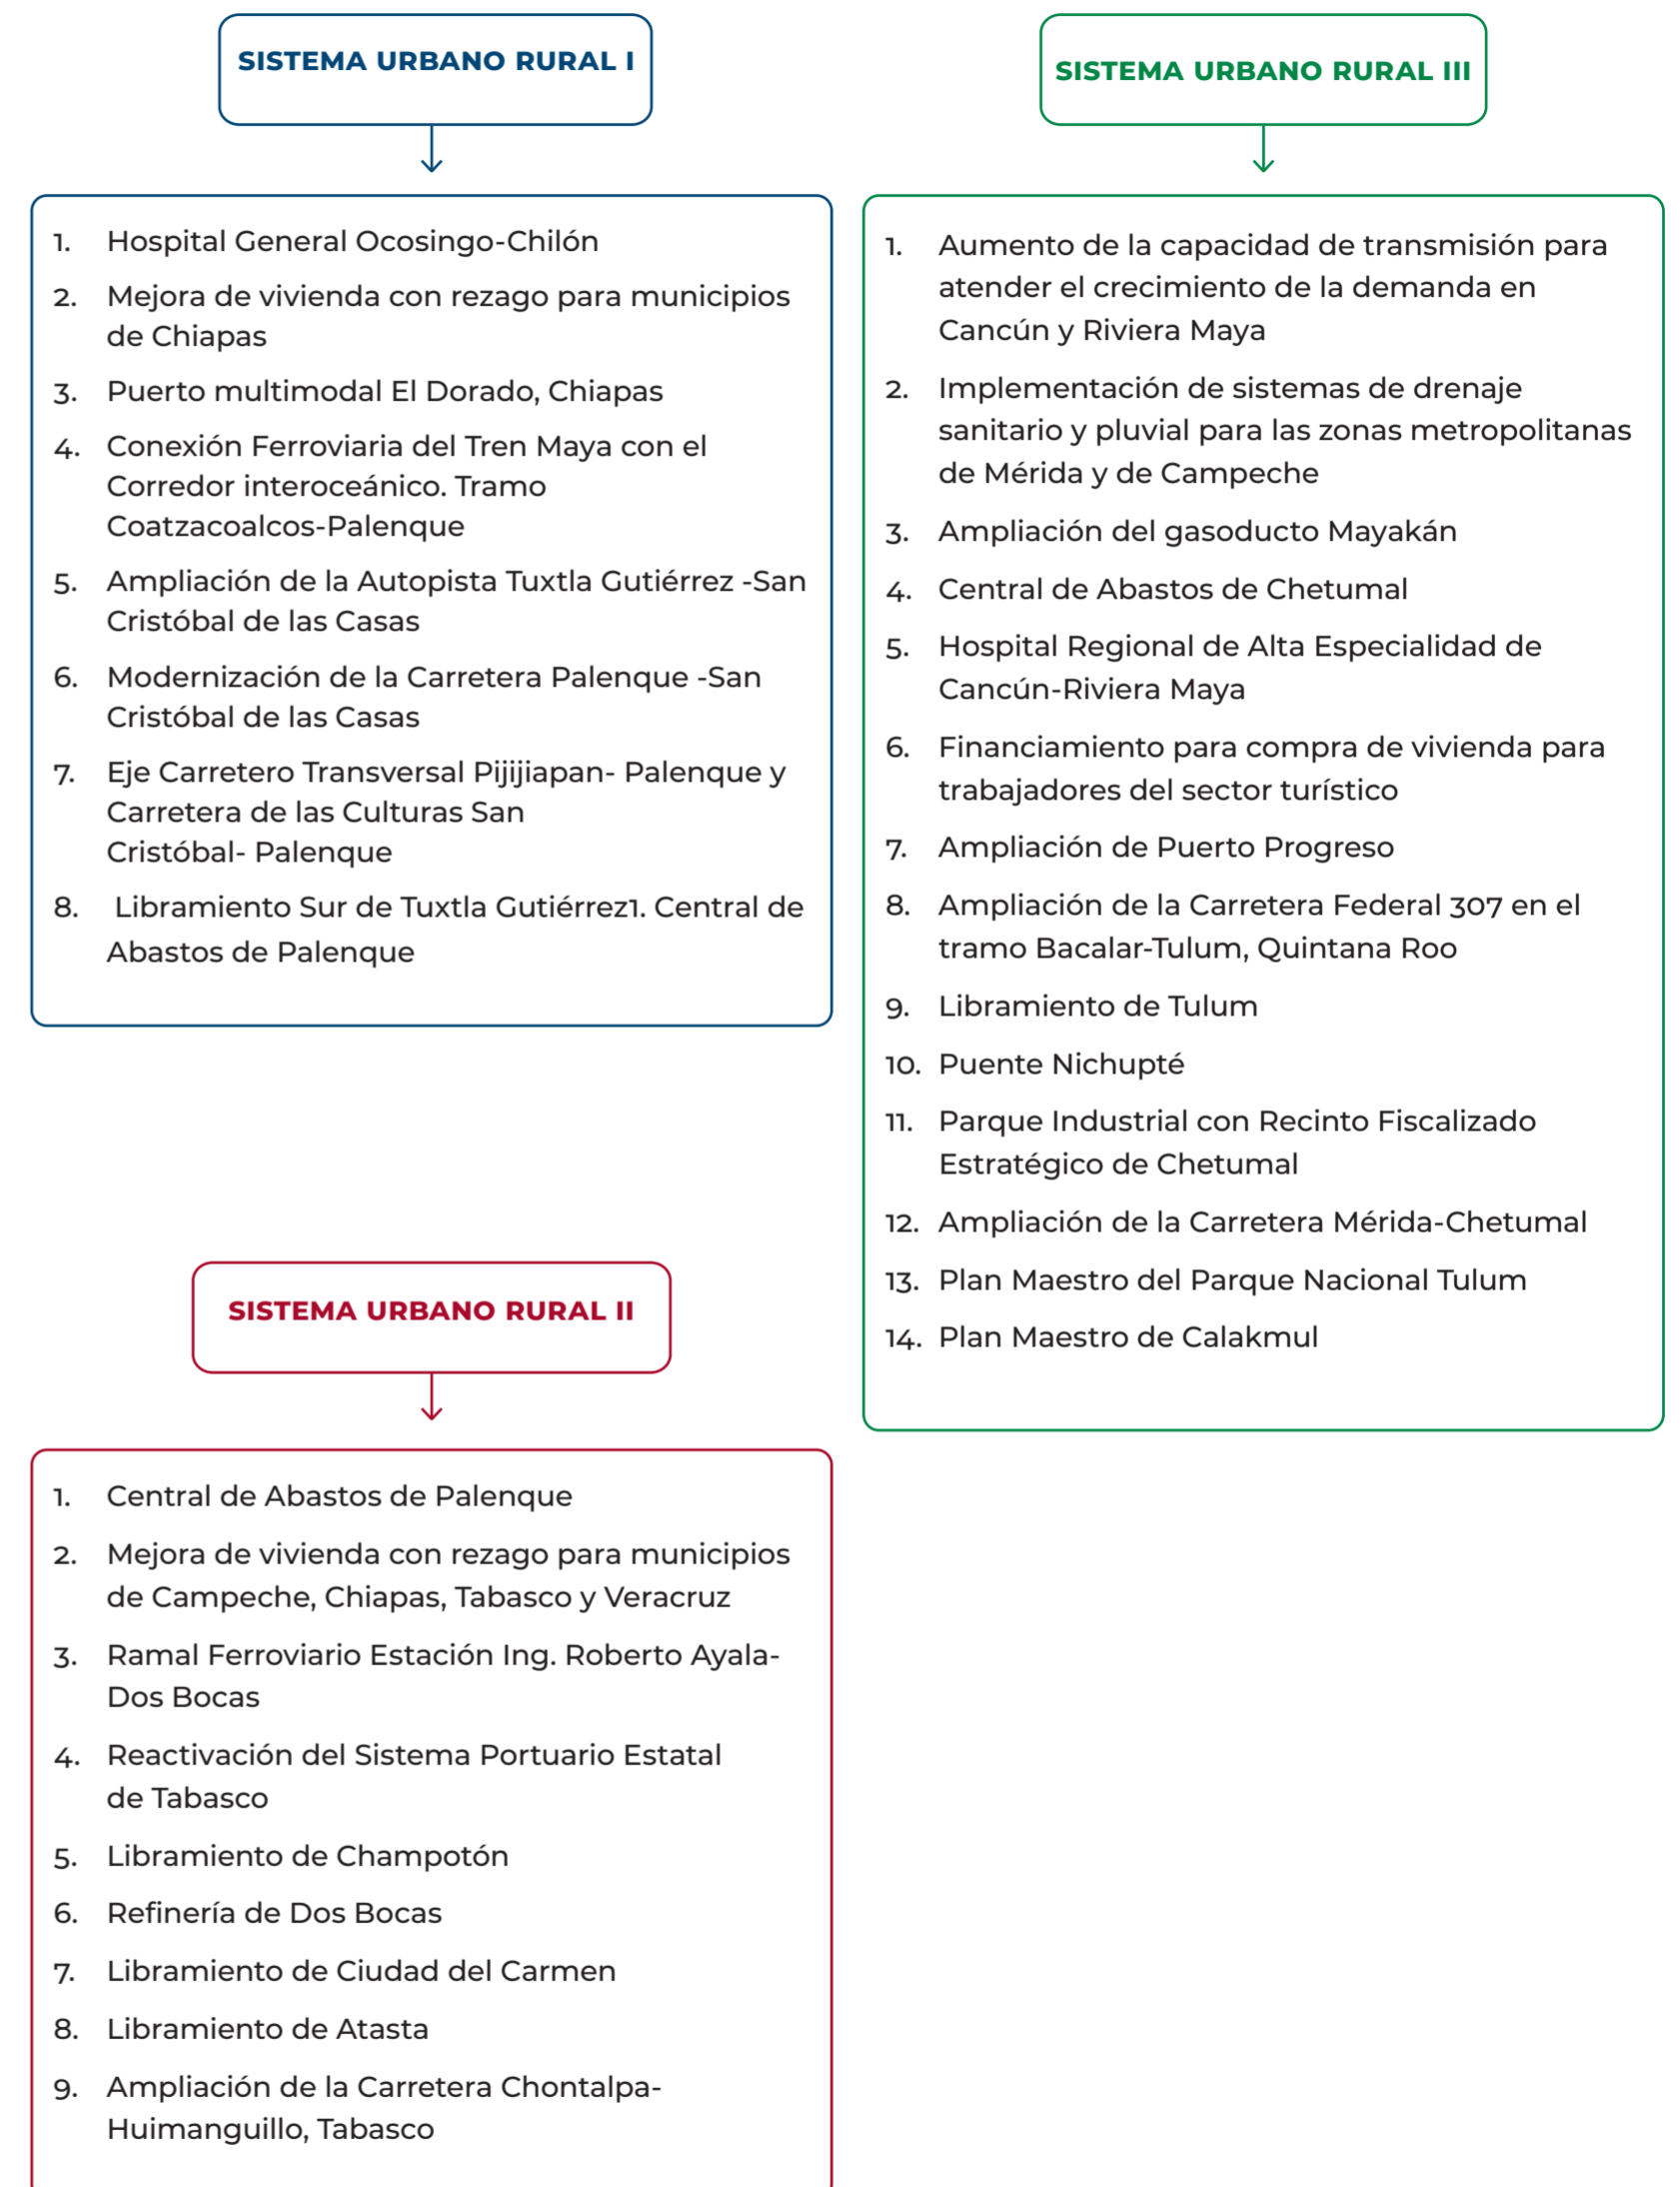 SISTEMA URBANO RURAL I
1. Hospital General Ocosingo-Chilón
2. Mejora de vivienda con rezago para municipios
de Chiapas
3. Puerto multimodal El Dorado, Chiapas
4. Conexión Ferroviaria del Tren Maya con el
Corredor interoceánico. Tramo
Coatzacoalcos-Palenque
5. Ampliación de la Autopista Tuxtla Gutiérrez -San
Cristóbal de las Casas
6. Modernización de la Carretera Palenque -San
Cristóbal de las Casas
7. Eje Carretero Transversal Pijijiapan- Palenque y
Carretera de las Culturas San
Cristóbal- Palenque
8. Libramiento Sur de Tuxtla Gutiérrez1. Central de
Abastos de Palenque
SISTEMA URBANO RURAL II
1. Central de Abastos de Palenque
2. Mejora de vivienda con rezago para municipios
de Campeche, Chiapas, Tabasco y Veracruz
3. Ramal Ferroviario Estación Ing. Roberto Ayala-
Dos Bocas
4. Reactivación del Sistema Portuario Estatal
de Tabasco
5. Libramiento de Champotón
6. Refinería de Dos Bocas
7. Libramiento de Ciudad del Carmen
8. Libramiento de Atasta
9. Ampliación de la Carretera Chontalpa-
Huimanguillo, Tabasco
SISTEMA URBANO RURAL III
1. Aumento de la capacidad de transmisión para
atender el crecimiento de la demanda en
Cancún y Riviera Maya
2. Implementación de sistemas de drenaje
sanitario y pluvial para las zonas metropolitanas
de Mérida y de Campeche
3. Ampliación del gasoducto Mayakán
4. Central de Abastos de Chetumal
5. Hospital Regional de Alta Especialidad de
Cancún-Riviera Maya
6. Financiamiento para compra de vivienda para
trabajadores del sector turístico
7. Ampliación de Puerto Progreso
8. Ampliación de la Carretera Federal 307 en el
tramo Bacalar-Tulum, Quintana Roo
9. Libramiento de Tulum
10. Puente Nichupté
11. Parque Industrial con Recinto Fiscalizado
Estratégico de Chetumal
12. Ampliación de la Carretera Mérida-Chetumal
13. Plan Maestro del Parque Nacional Tulum
14. Plan Maestro de Calakmul